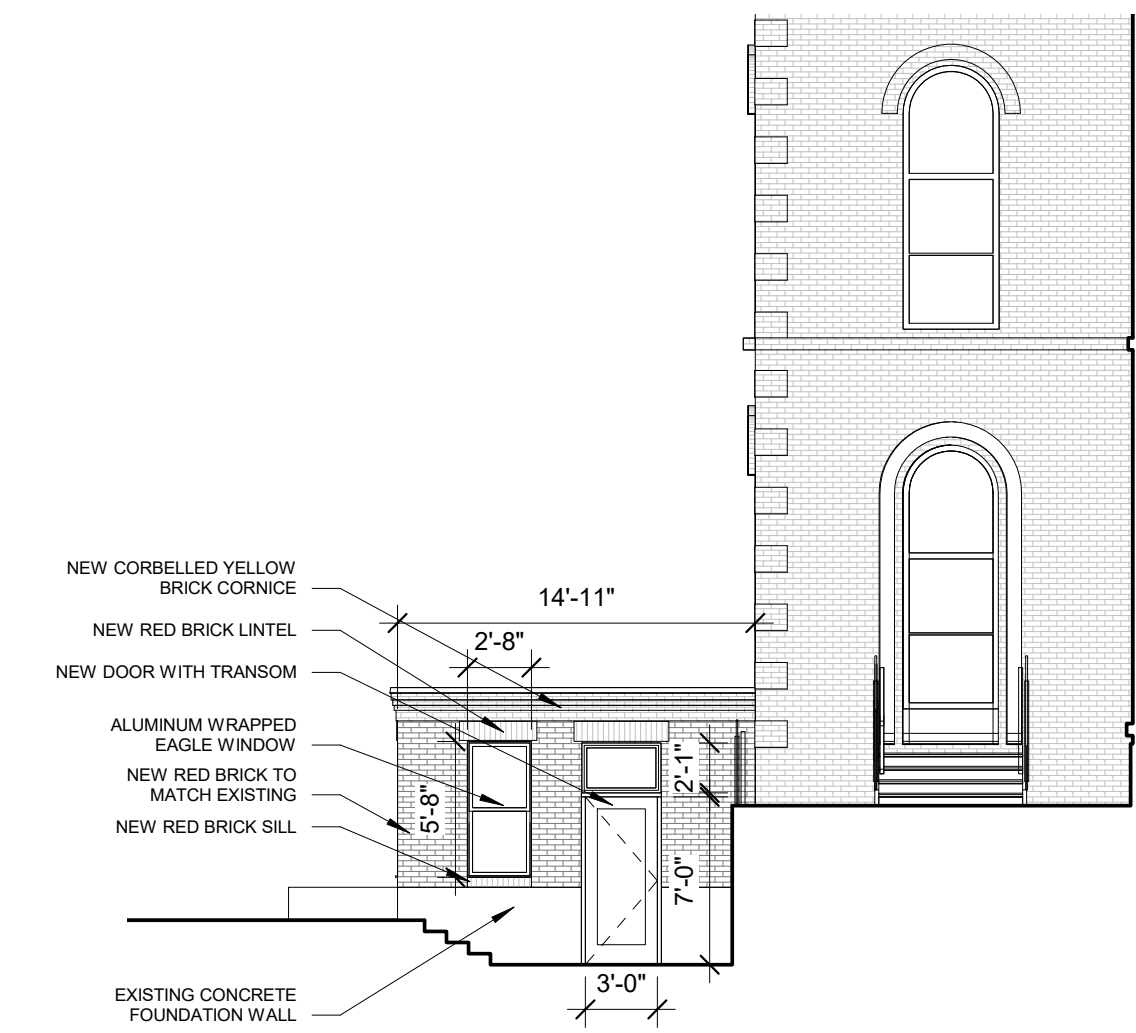 NEW CORBELLED YELLOW
BRICK CORNICE
14'-11"
NEW RED BRICK LINTEL
2'-8"
NEW DOOR WITH TRANSOM
ALUMINUM WRAPPED
EAGLE WINDOW
2'-1"
NEW RED BRICK TO
MATCH EXISTING
5'-8"
NEW RED BRICK SILL
7'-0"
3'-0"
EXISTING CONCRETE
FOUNDATION WALL